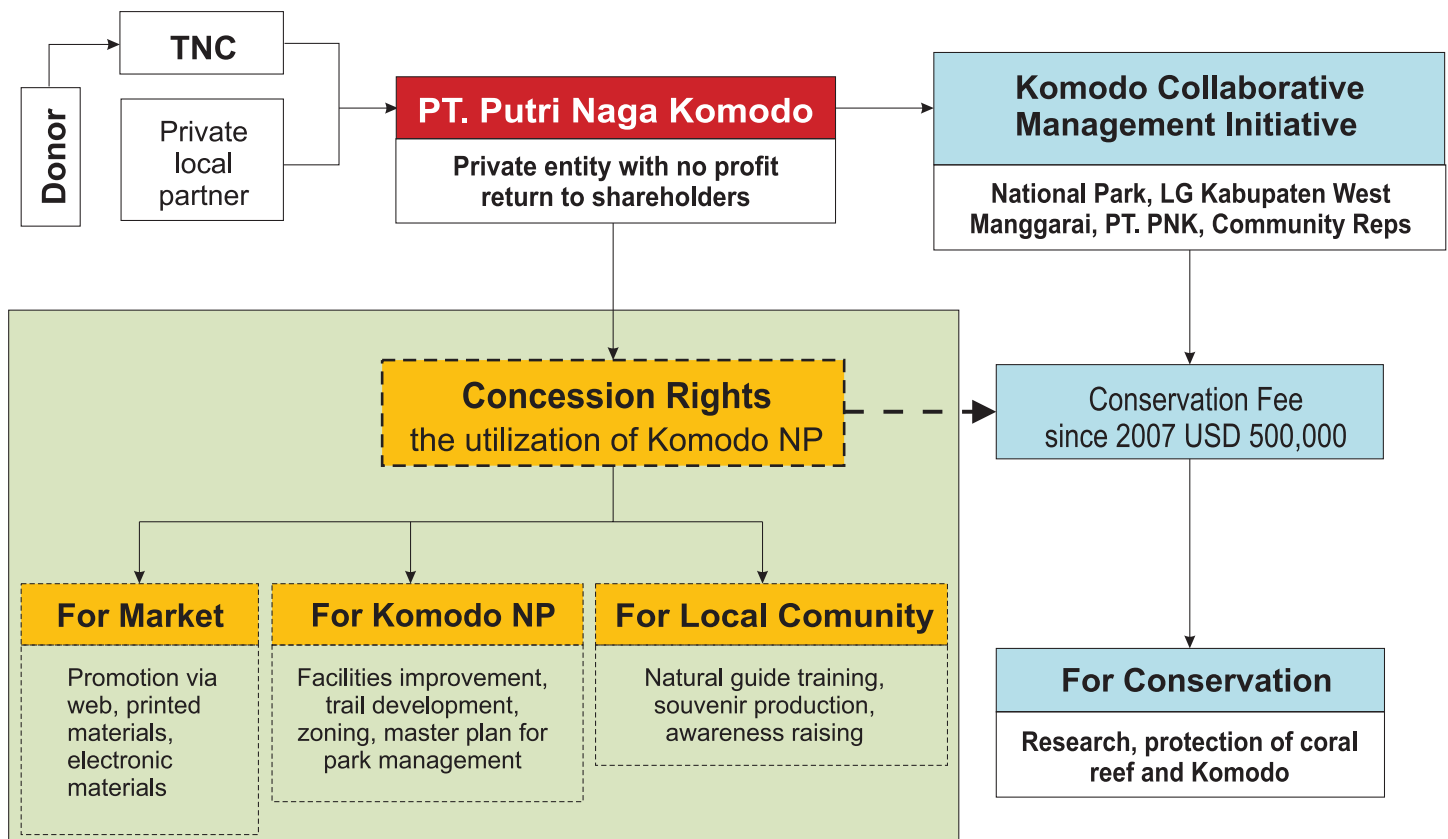 Donor
TNC
Private
local
partner
PT. Putri Naga Komodo
Private entity with no profit
return to shareholders
Komodo Collaborative
Management Initiative
National Park, LG Kabupaten West
Manggarai, PT. PNK, Community Reps
Concession Rights
the utilization of Komodo NP
Conservation Fee
since 2007 USD 500,000
For Market
Promotion via
web, printed
materials,
electronic
materials
For Komodo NP
Facilities improvement,
trail development,
zoning, master plan for
park management
For Local Comunity
Natural guide training,
souvenir production,
awareness raising
For Conservation
Research, protection of coral
reef and Komodo